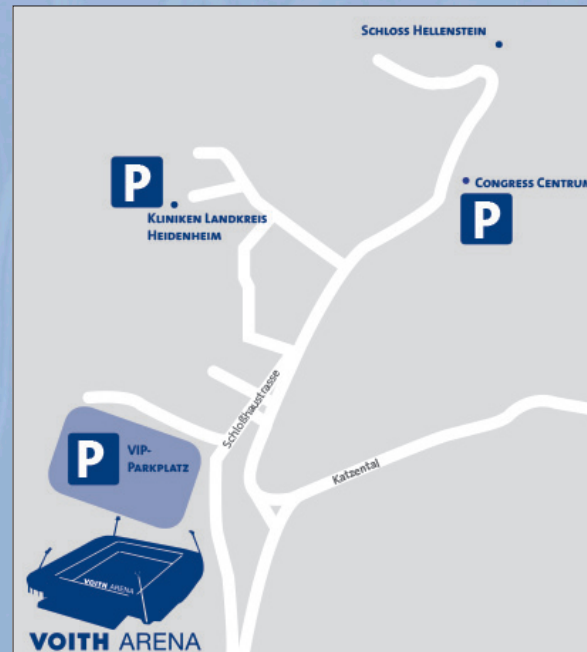 Schloss Hellenstein
P
Kliniken Landkreis
Heidenheim
Congress Centrum
P
Schloßhaustrasse
Katzental
P
VIP-
Parkplatz
VOITH ARENA
VOITH ARENA